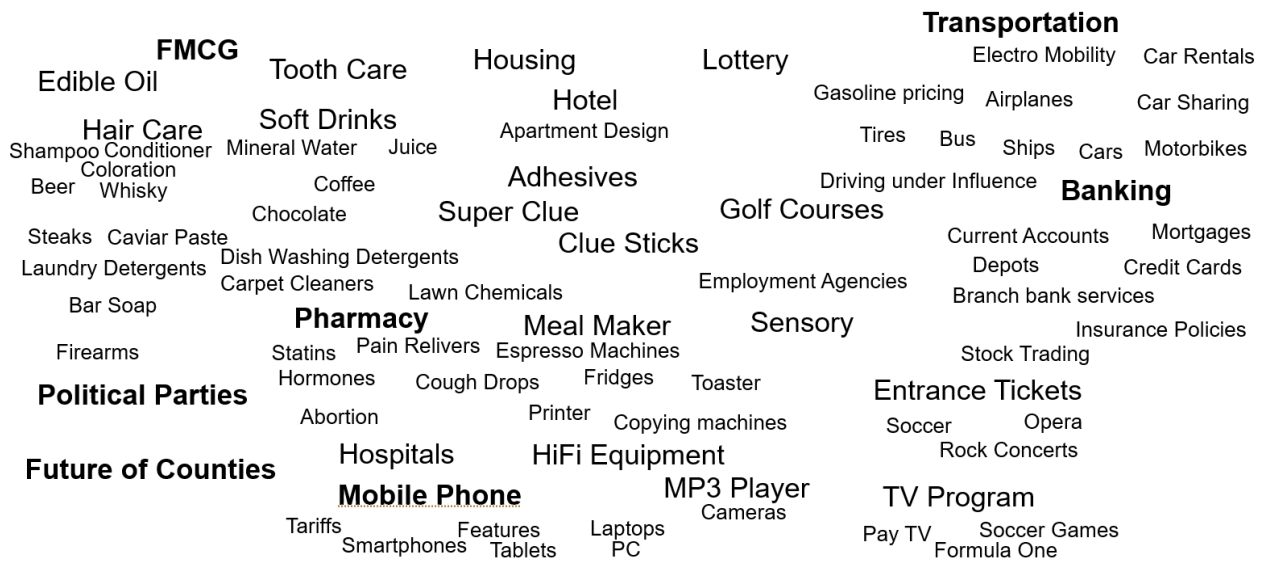 Transportation
FMCG
Edible Oil
Tooth Care
Housing
Lottery
Electro Mobility
Car Rentals
Hotel
Gasoline pricing
Airplanes
Car Sharing
Hair Care
Soft Drinks
Apartment Design
Tires
Bus
Ships
Cars
Motorbikes
Shampoo Conditioner
Mineral Water
Juice
Coloration
Beer
Whisky
Coffee
Adhesives
Driving under Influence
Banking
Chocolate
Super Clue
Golf Courses
Steaks
Caviar Paste
Clue Sticks
Current Accounts
Mortgages
Laundry Detergents
Dish Washing Detergents
Depots
Credit Cards
Carpet Cleaners
Lawn Chemicals
Employment Agencies
Branch bank services
Bar Soap
Pharmacy
Meal Maker
Sensory
Insurance Policies
Firearms
Statins
Pain Relivers
Espresso Machines
Stock Trading
Hormones
Cough Drops
Fridges
Toaster
Entrance Tickets
Political Parties
Abortion
Printer
Copying machines
Soccer
Opera
Rock Concerts
Hospitals
HiFi Equipment
Future of Counties
Mobile Phone
MP3 Player
TV Program
Cameras
Tariffs
Features
Laptops
Pay TV
Soccer Games
Smartphones
Tablets
PC
Formula One